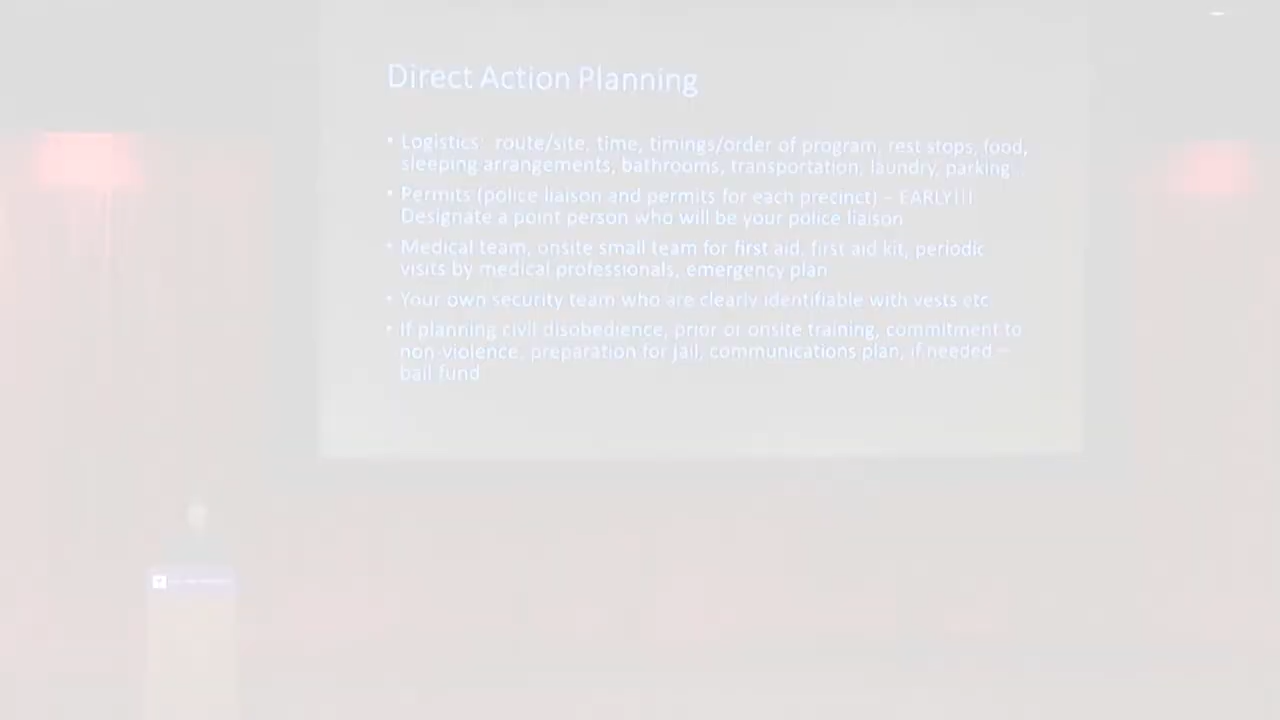 Direct Action Planning
• Logistics: route/site, time, timings/order of program, rest stops, food,
sleeping arrangements, bathrooms, transportation, laundry, parking
• Permits (police liaison and permits for each precinct) – EARLY!!!
Designate a point person who will be your police liaison
• Medical team, onsite small team for first aid, first aid kit, periodic
visits by medical professionals, emergency plan
• Your own security team who are clearly identifiable with vests etc
• If planning civil disobedience, prior or onsite training, commitment to
non-violence, preparation for jail, communications plan, if needed –
bail fund